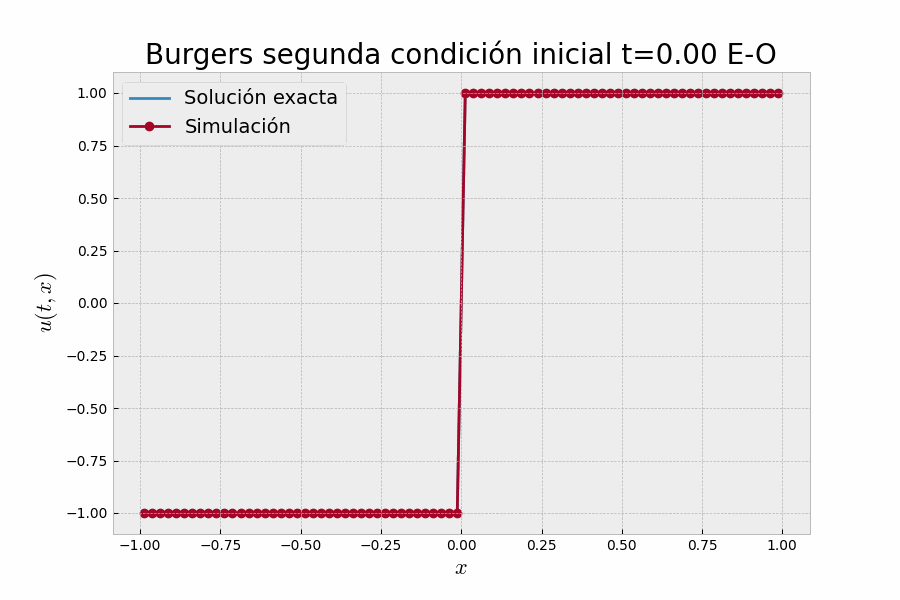 Burgers segunda condición inicial t=0.00 E-O
Solución exacta
Simulación
1.00
0.75
0.50
0.25
0.00
−0.25
−0.50
−0.75
−1.00
u(t, x)
−1.00 −0.75 −0.50 −0.25 0.00 0.25 0.50 0.75 1.00
x